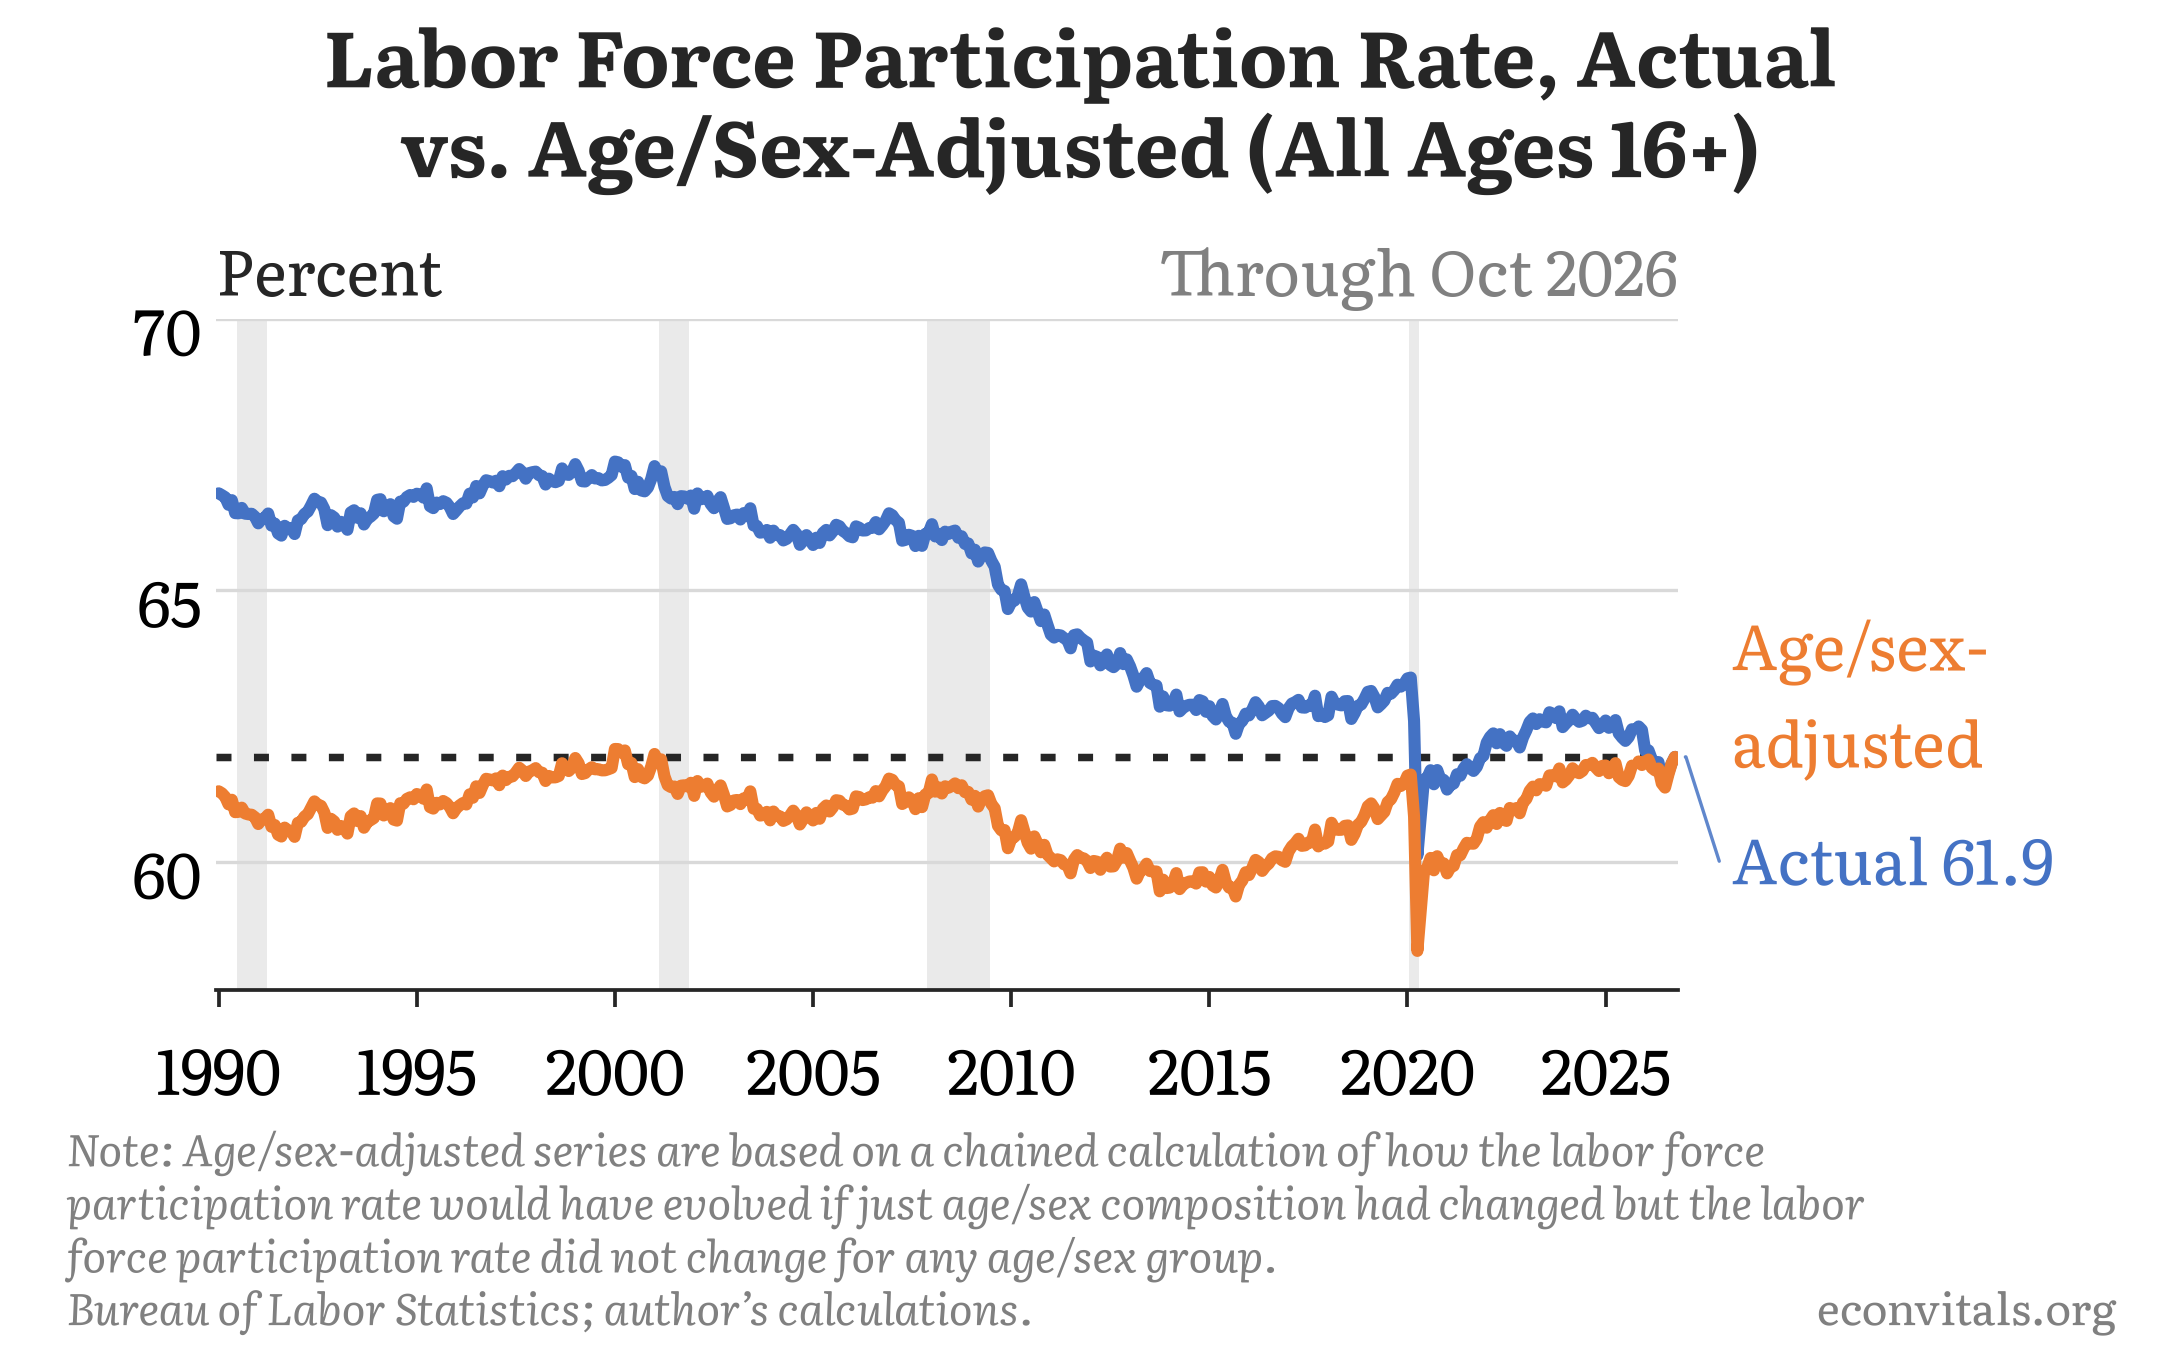 Labor Force Participation Rate, Actual
vs. Age/Sex-Adjusted (All Ages 16+)
Percent
Through Oct 2026
70
65
60
Age/sex-
adjusted
Actual 61.9
1990
1995
2000
2005
2010
2015
2020
2025
Note: Age/sex-adjusted series are based on a chained calculation of how the labor force
participation rate would have evolved if just age/sex composition had changed but the labor
force participation rate did not change for any age/sex group.
Bureau of Labor Statistics; author’s calculations.
econvitals.org